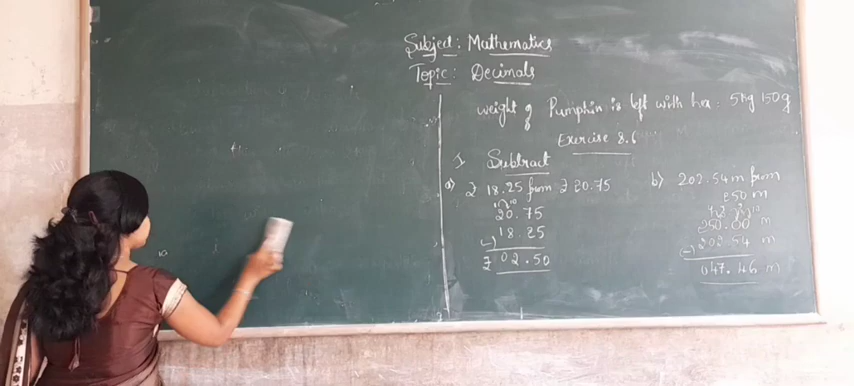 Subject: Mathematics
Topic: Decimals
weight of Pumpkin is left with her: 5kg 150g
Exercise 8.6
1. Subtract
a) ₹ 18.25 from ₹ 20.75
20.75
(-) 18.25
₹ 02.50
b) 202.54 m from
250 m
250.00 m
(-) 202.54 m
047.46 m